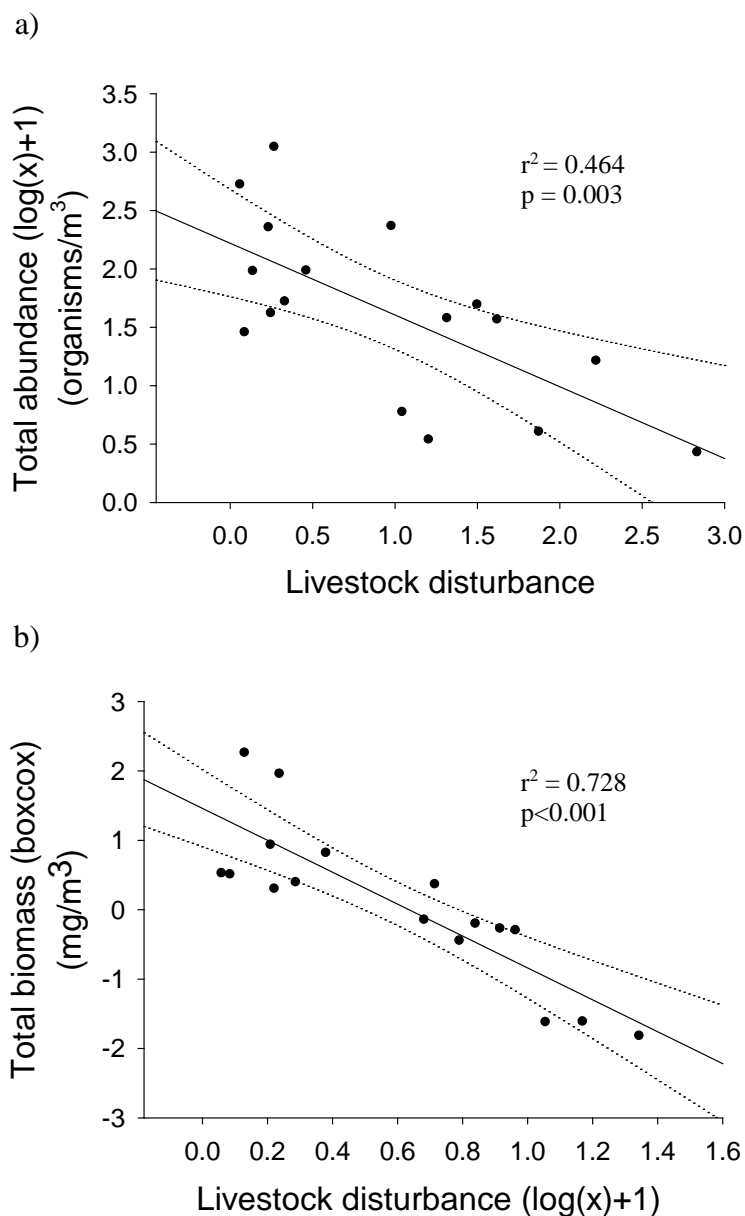 a)
Total abundance (log(x)+1)
(organisms/m³)
3.5
3.0
2.5
2.0
1.5
1.0
0.5
0.0
r² = 0.464
p = 0.003
0.0 0.5 1.0 1.5 2.0 2.5 3.0
Livestock disturbance
b)
Total biomass (boxcox)
(mg/m3)
3
2
1
0
-1
-2
-3
r² = 0.728
p<0.001
0.0 0.2 0.4 0.6 0.8 1.0 1.2 1.4 1.6
Livestock disturbance (log(x)+1)